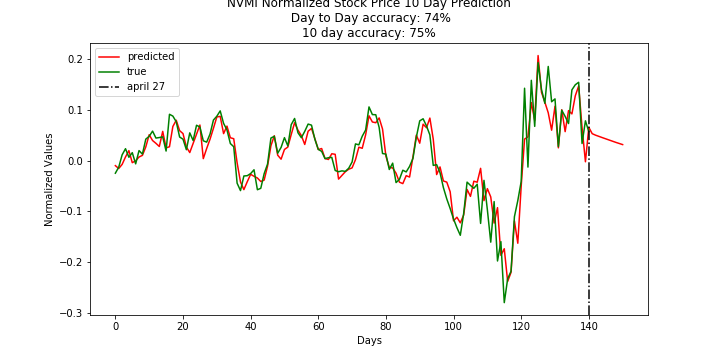 NVMI Normalized Stock Price 10 Day Prediction
Day to Day accuracy: 74%
10 day accuracy: 75%
predicted
true
april 27
Normalized Values
0.2
0.1
0.0
−0.1
−0.2
−0.3
0 20 40 60 80 100 120 140
Days